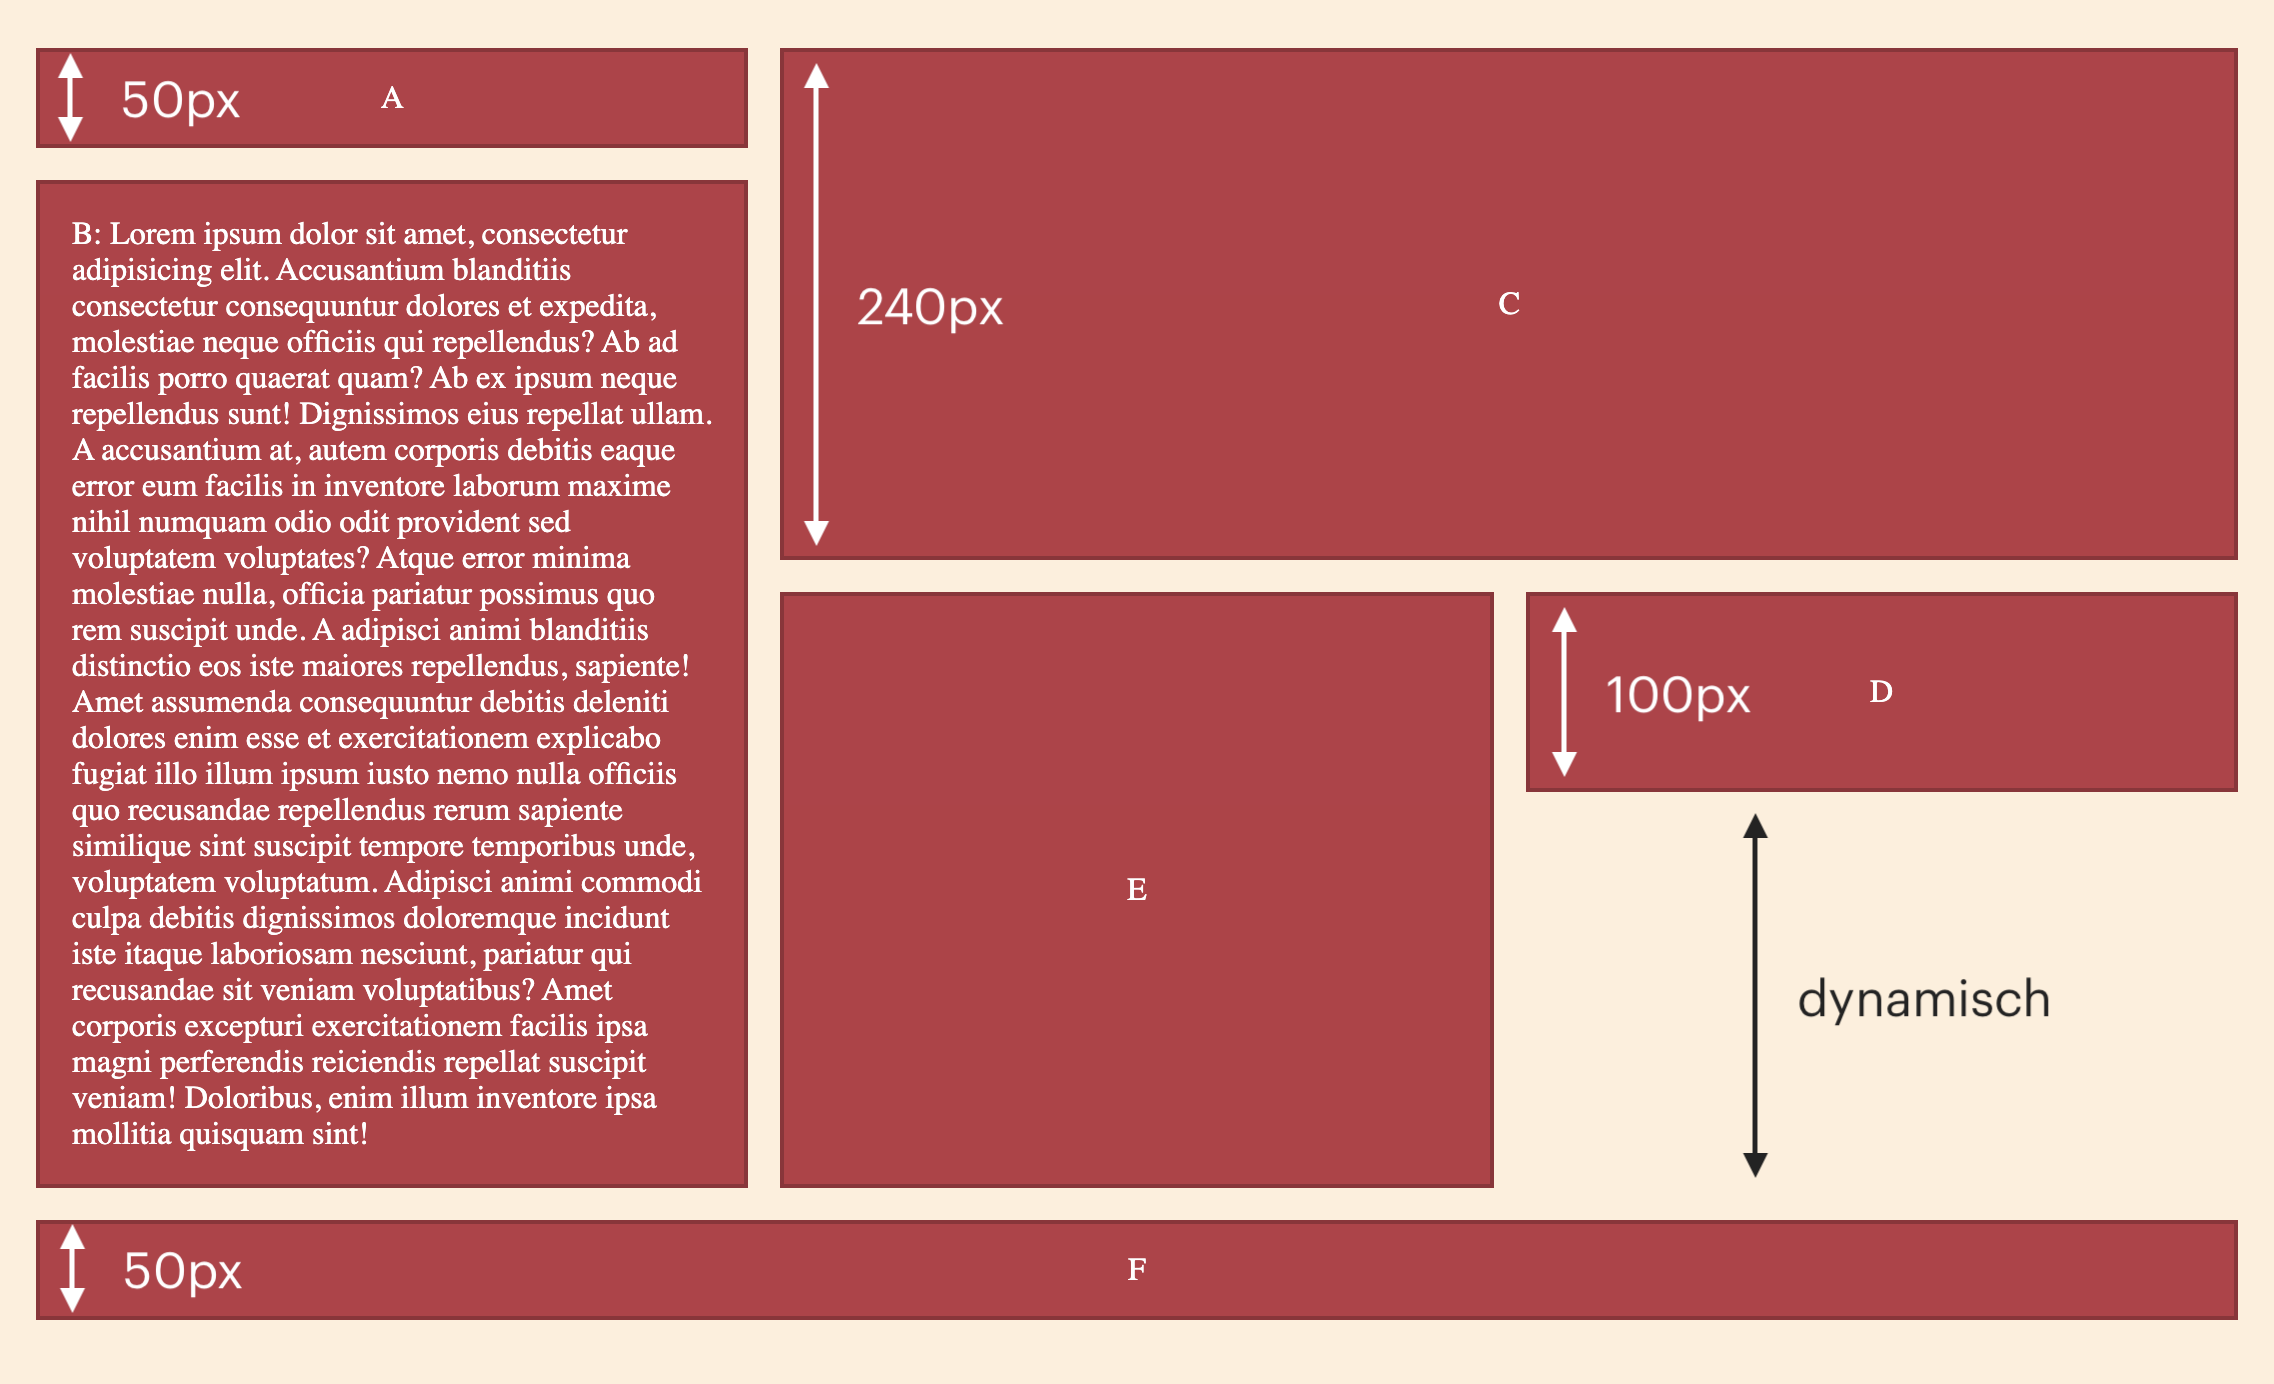 50px
A
B: Lorem ipsum dolor sit amet, consectetur
adipisicing elit. Accusantium blanditiis
consectetur consequuntur dolores et expedita,
molestiae neque officiis qui repellendus? Ab ad
facilis porro quaerat quam? Ab ex ipsum neque
repellendus sunt! Dignissimos eius repellat ullam.
A accusantium at, autem corporis debitis eaque
error eum facilis in inventore laborum maxime
nihil numquam odio odit provident sed
voluptatem voluptates? Atque error minima
molestiae nulla, officia pariatur possimus quo
rem suscipit unde. A adipisci animi blanditiis
distinctio eos iste maiores repellendus, sapiente!
Amet assumenda consequuntur debitis deleniti
dolores enim esse et exercitationem explicabo
fugiat illo illum ipsum iusto nemo nulla officiis
quo recusandae repellendus rerum sapiente
similique sint suscipit tempore temporibus unde,
voluptatem voluptatum. Adipisci animi commodi
culpa debitis dignissimos doloremque incidunt
iste itaque laboriosam nesciunt, pariatur qui
recusandae sit veniam voluptatibus? Amet
corporis excepturi exercitationem facilis ipsa
magni perferendis reiciendis repellat suscipit
veniam! Doloribus, enim illum inventore ipsa
mollitia quisquam sint!
240px
C
E
100px
D
dynamisch
50px
F